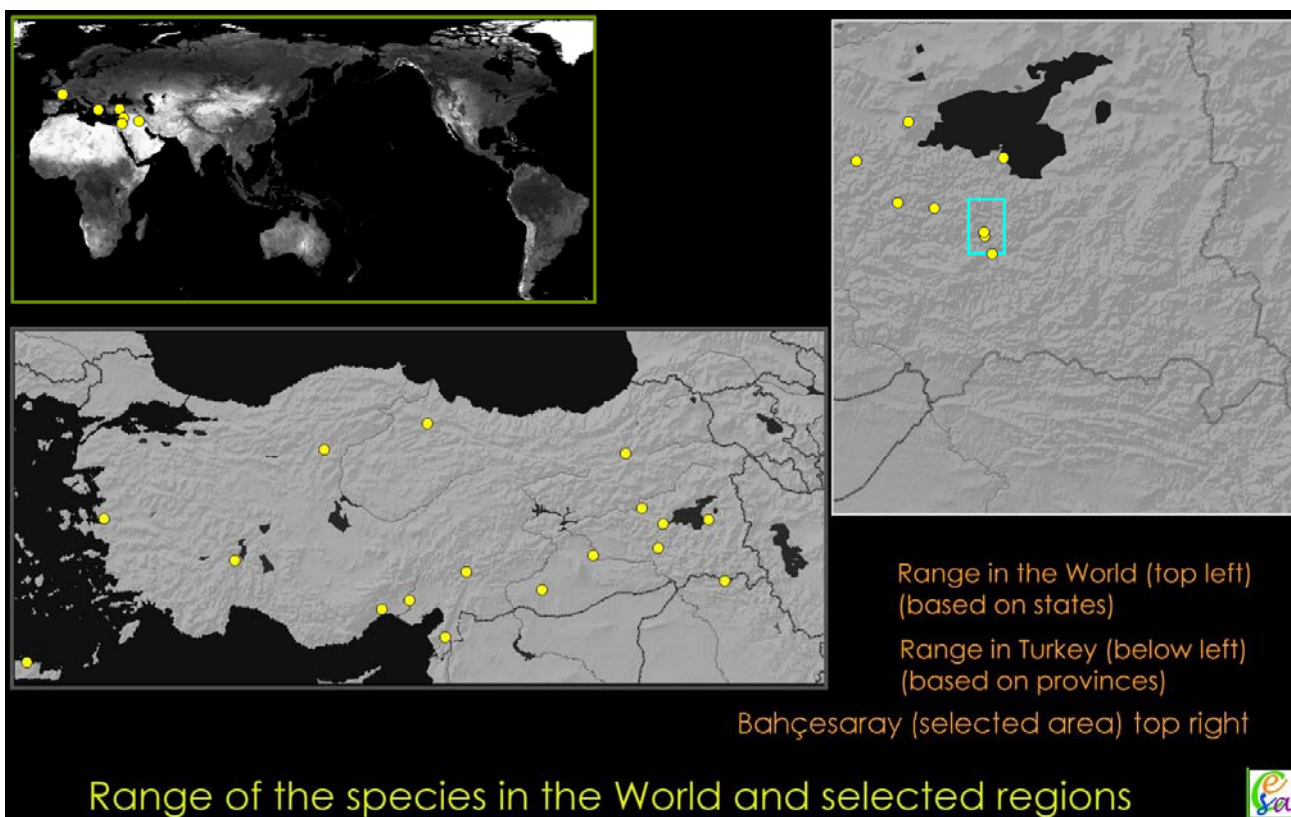 Range in the World (top left)
(based on states)
Range in Turkey (below left)
(based on provinces)
Bahçesaray (selected area) top right
Range of the species in the World and selected regions